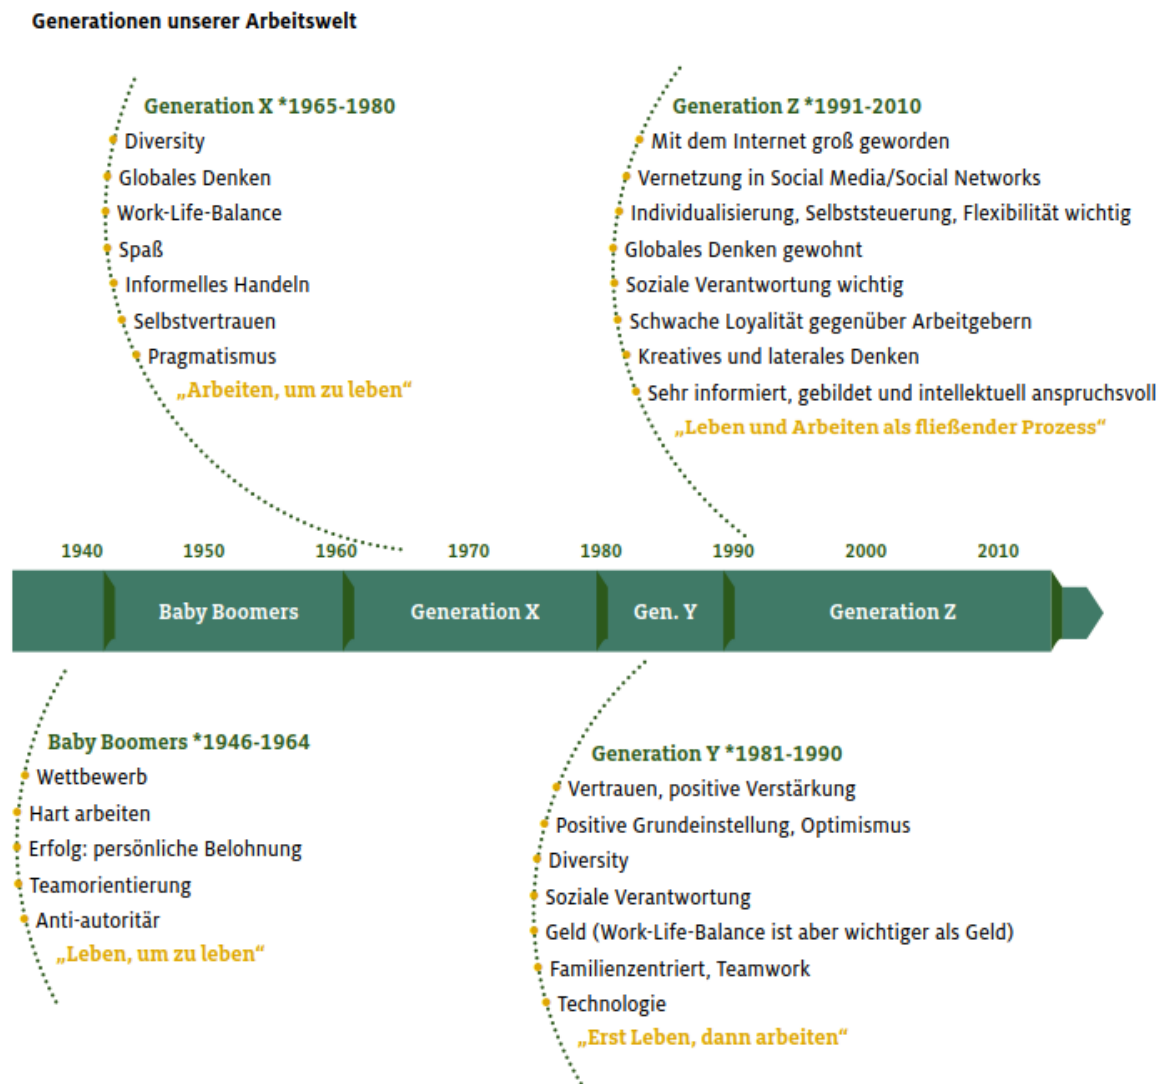 Generationen unserer Arbeitswelt
Generation X *1965-1980
Diversity
Globales Denken
Work-Life-Balance
Spaß
Informelles Handeln
Selbstvertrauen
Pragmatismus
„Arbeiten, um zu leben“
Generation Z *1991-2010
Mit dem Internet groß geworden
Vernetzung in Social Media/Social Networks
Individualisierung, Selbststeuerung, Flexibilität wichtig
Globales Denken gewohnt
Soziale Verantwortung wichtig
Schwache Loyalität gegenüber Arbeitgebern
Kreatives und laterales Denken
Sehr informiert, gebildet und intellektuell anspruchsvoll
„Leben und Arbeiten als fließender Prozess“
1940 1950 1960 1970 1980 1990 2000 2010
Baby Boomers Generation X Gen. Y Generation Z
Baby Boomers *1946-1964
Wettbewerb
Hart arbeiten
Erfolg: persönliche Belohnung
Teamorientierung
Anti-autoritär
„Leben, um zu leben“
Generation Y *1981-1990
Vertrauen, positive Verstärkung
Positive Grundeinstellung, Optimismus
Diversity
Soziale Verantwortung
Geld (Work-Life-Balance ist aber wichtiger als Geld)
Familienzentriert, Teamwork
Technologie
„Erst Leben, dann arbeiten“